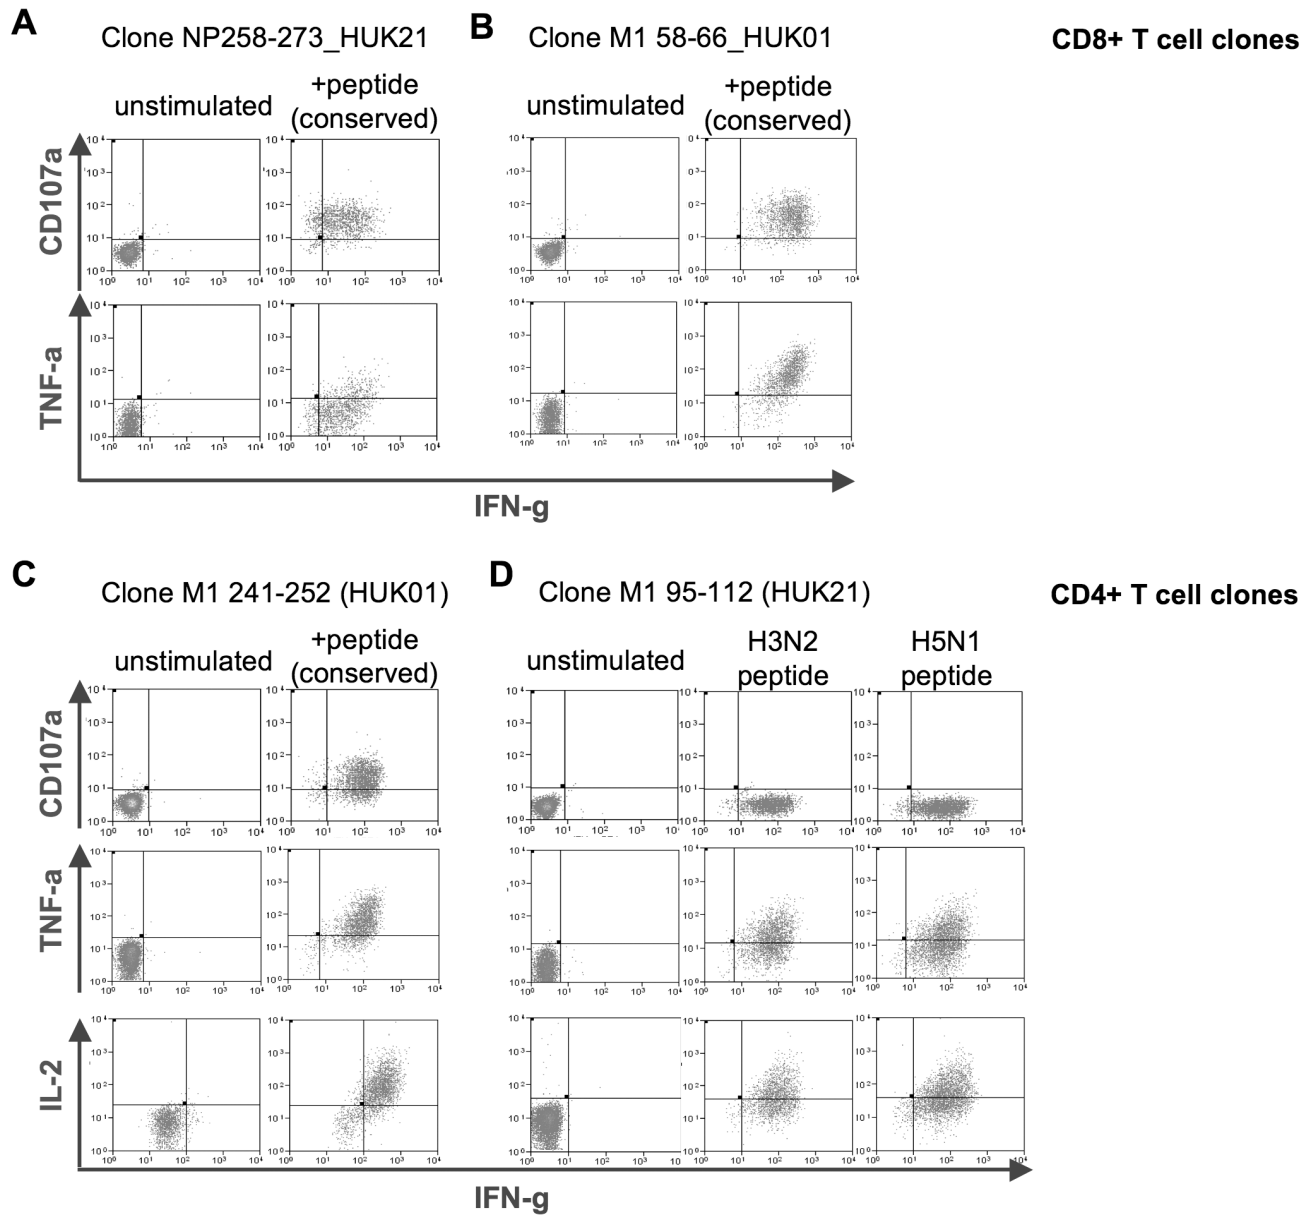 A
Clone NP258-273_HUK21
B
Clone M1 58-66_HUK01
CD8+ T cell clones
unstimulated
+peptide
(conserved)
unstimulated
+peptide
(conserved)
CD107a
TNF-a
IFN-g
C
Clone M1 241-252 (HUK01)
D
Clone M1 95-112 (HUK21)
CD4+ T cell clones
unstimulated
+peptide
(conserved)
unstimulated
H3N2
peptide
H5N1
peptide
CD107a
TNF-a
IL-2
IFN-g